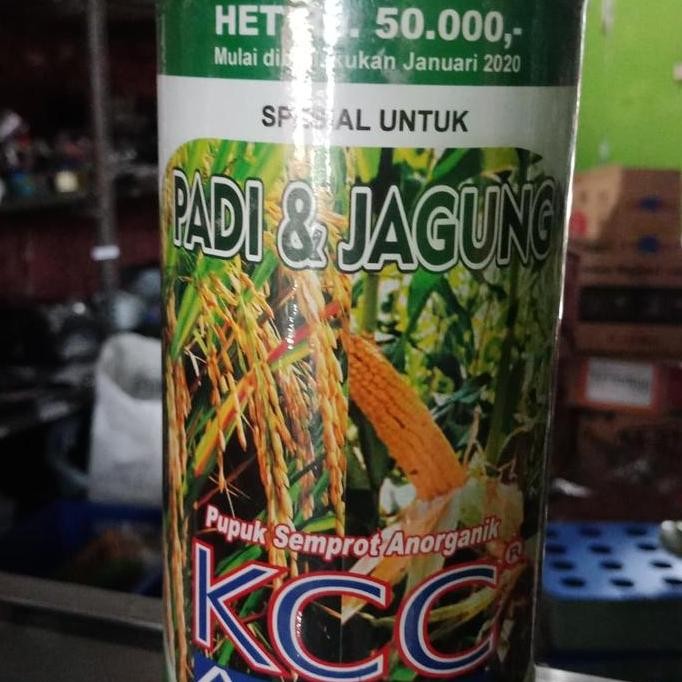 HET 50.000,-
Mulai Januari 2020
SPESIAL UNTUK
PADI & JAGUNG
Pupuk Semprot Anorganik
KCC®